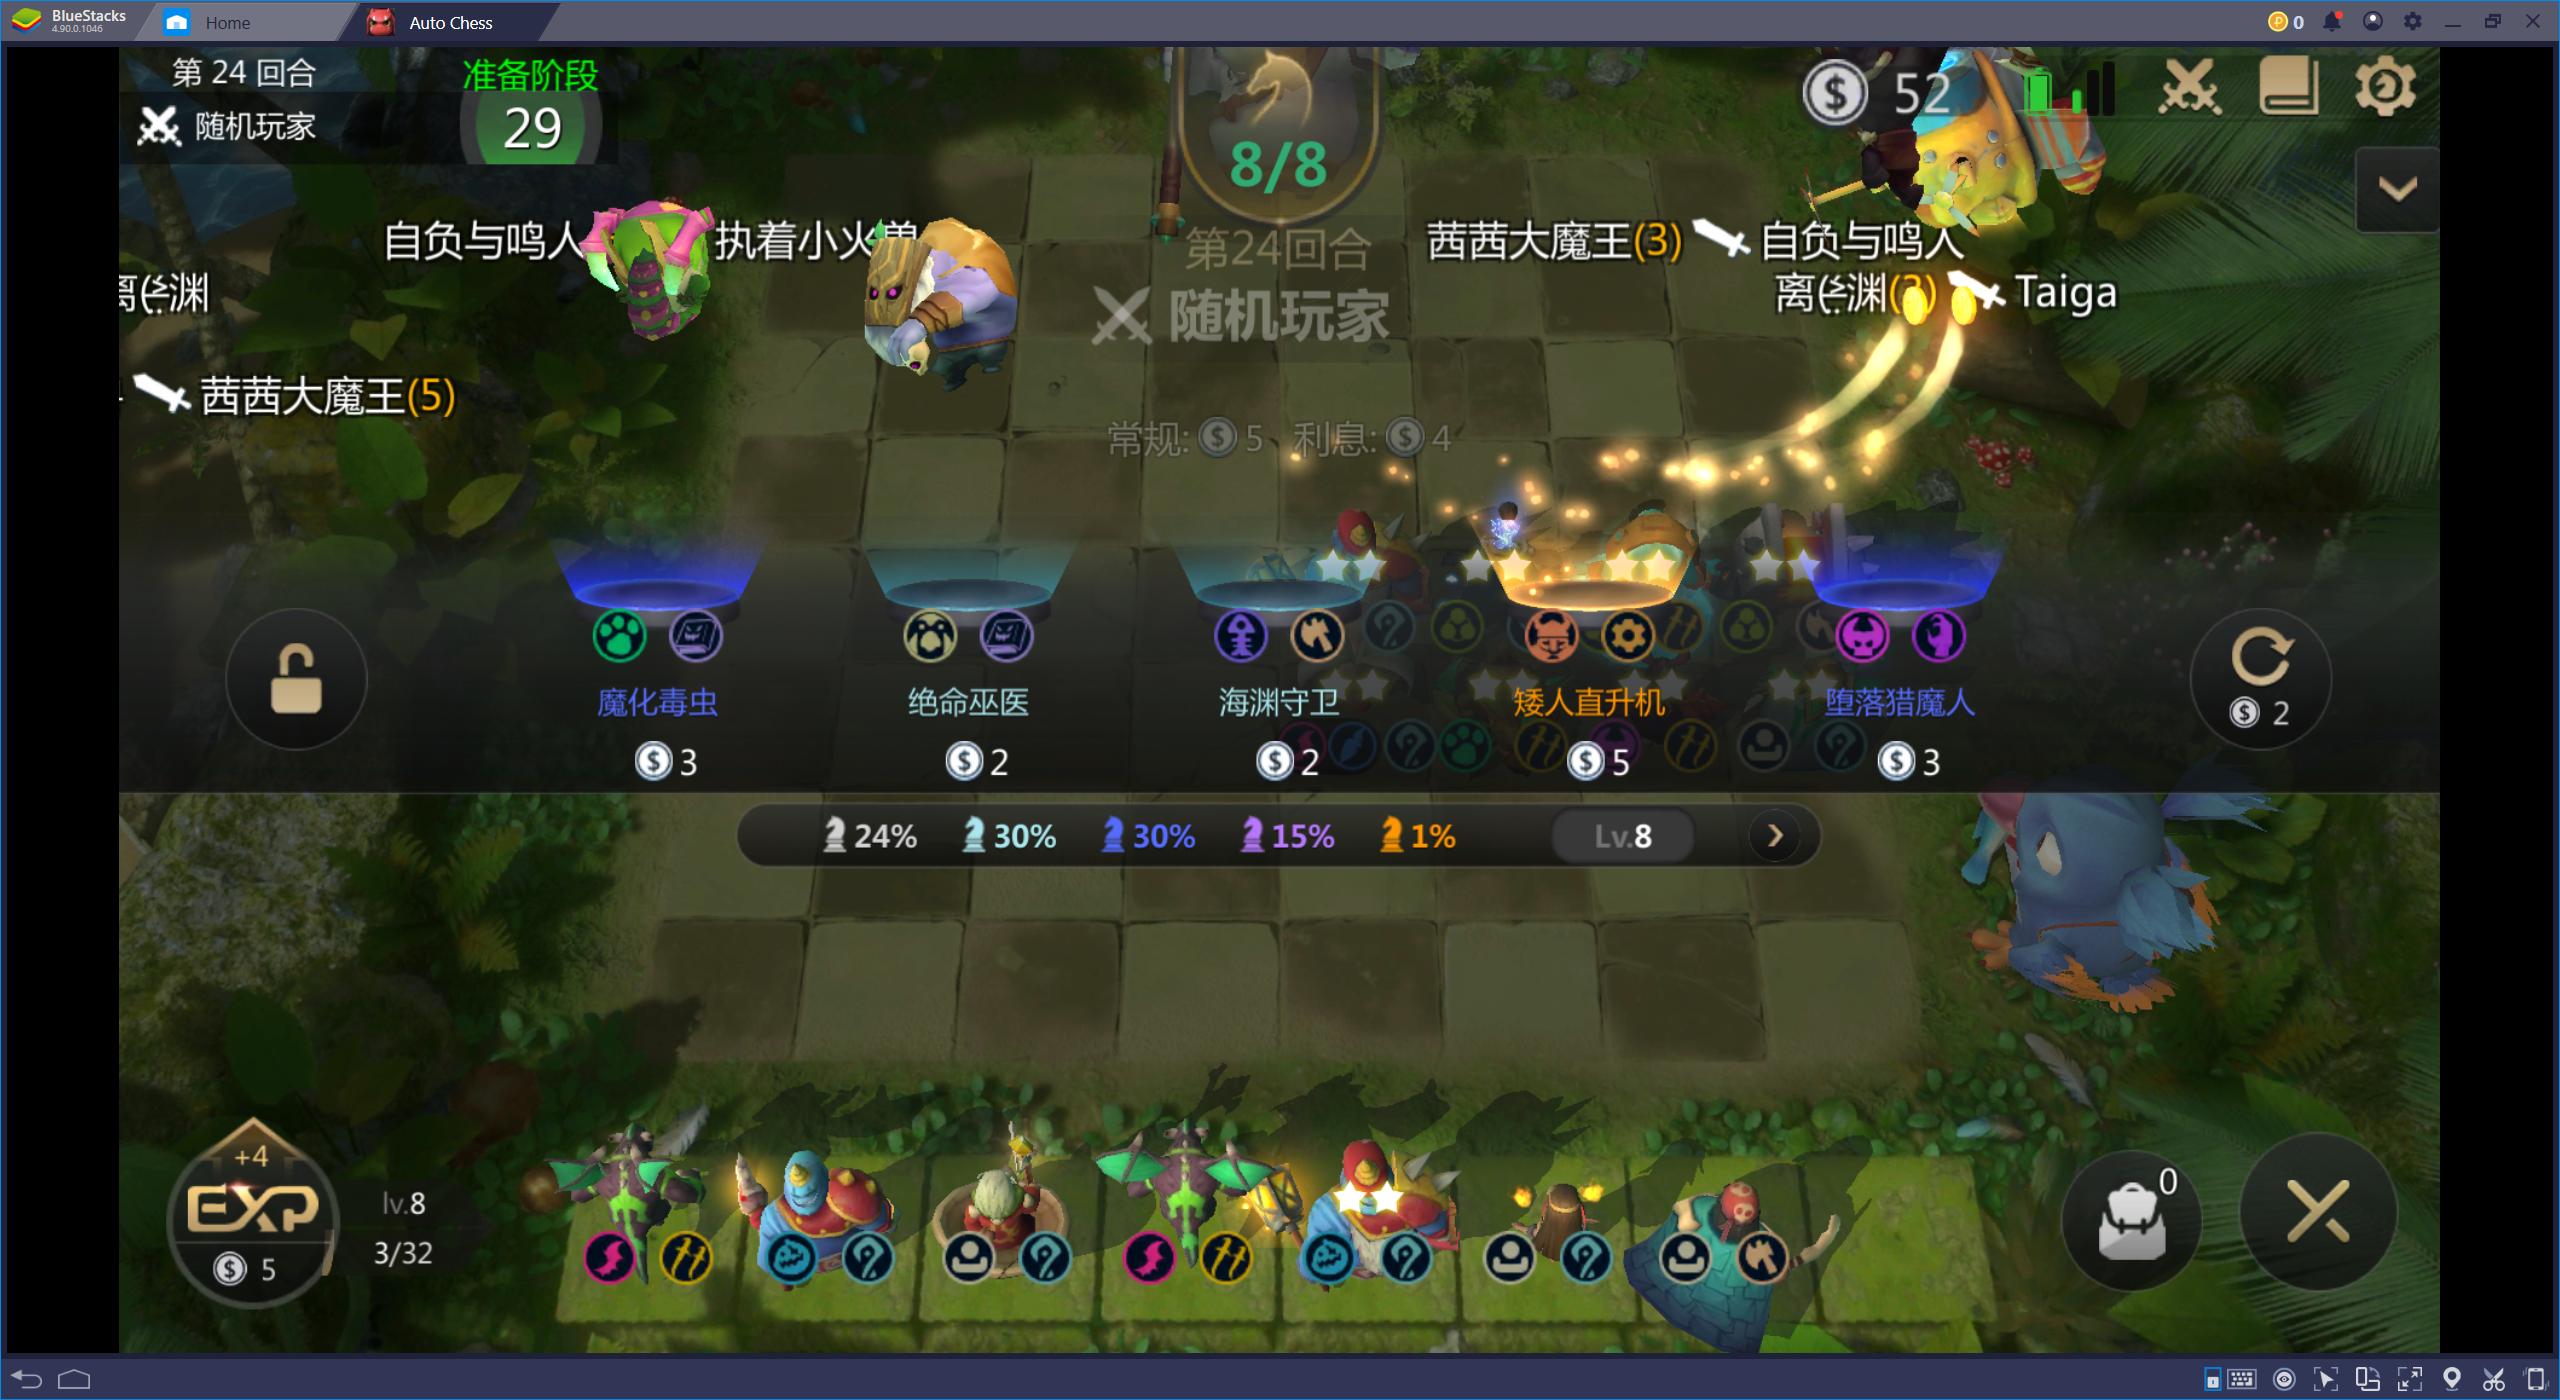 BlueStacks
4.90.0.1046
Home
Auto Chess
0
第 24 回合
随机玩家
准备阶段
29
8/8
52
自负与鸣人
执着小火兽
第24回合
随机玩家
茜茜大魔王(3)
自负与鸣人
渊
渊(3)
Taiga
茜茜大魔王(5)
常规: $ 5 利息: $ 4
魔化毒虫
绝命巫医
海渊守卫
矮人直升机
堕落猎魔人
$ 3
$ 2
$ 2
$ 5
$ 3
$ 2
24% 30% 30% 15% 1% Lv.8
+4
EXP
$ 5
lv.8
3/32
0